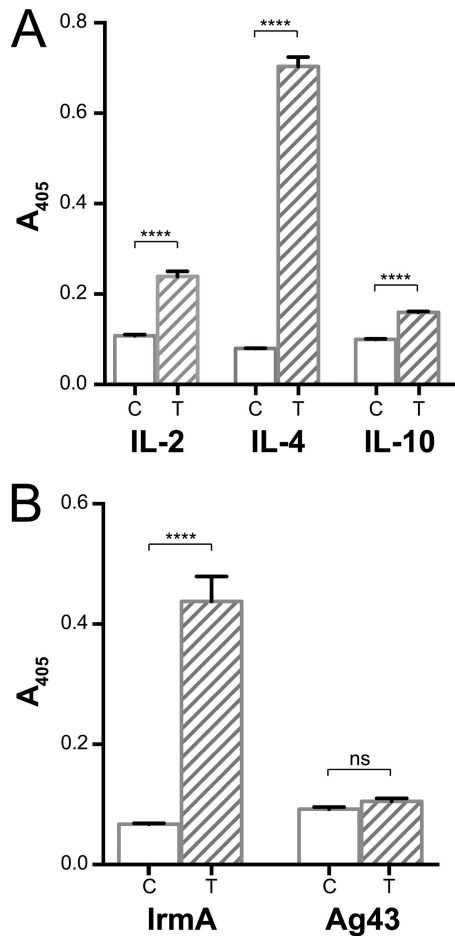 A
0.8
0.6
0.4
0.2
0.0
A405
****
****
****
C T C T C T
IL-2 IL-4 IL-10
B
0.6
0.4
0.2
0.0
A405
****
ns
C T C T
IrmA Ag43